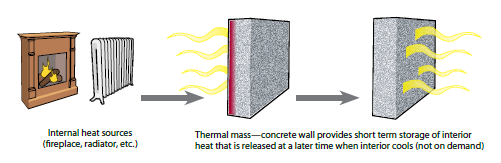 Internal heat sources
(fireplace, radiator, etc.)
Thermal mass—concrete wall provides short term storage of interior
heat that is released at a later time when interior cools (not on demand)